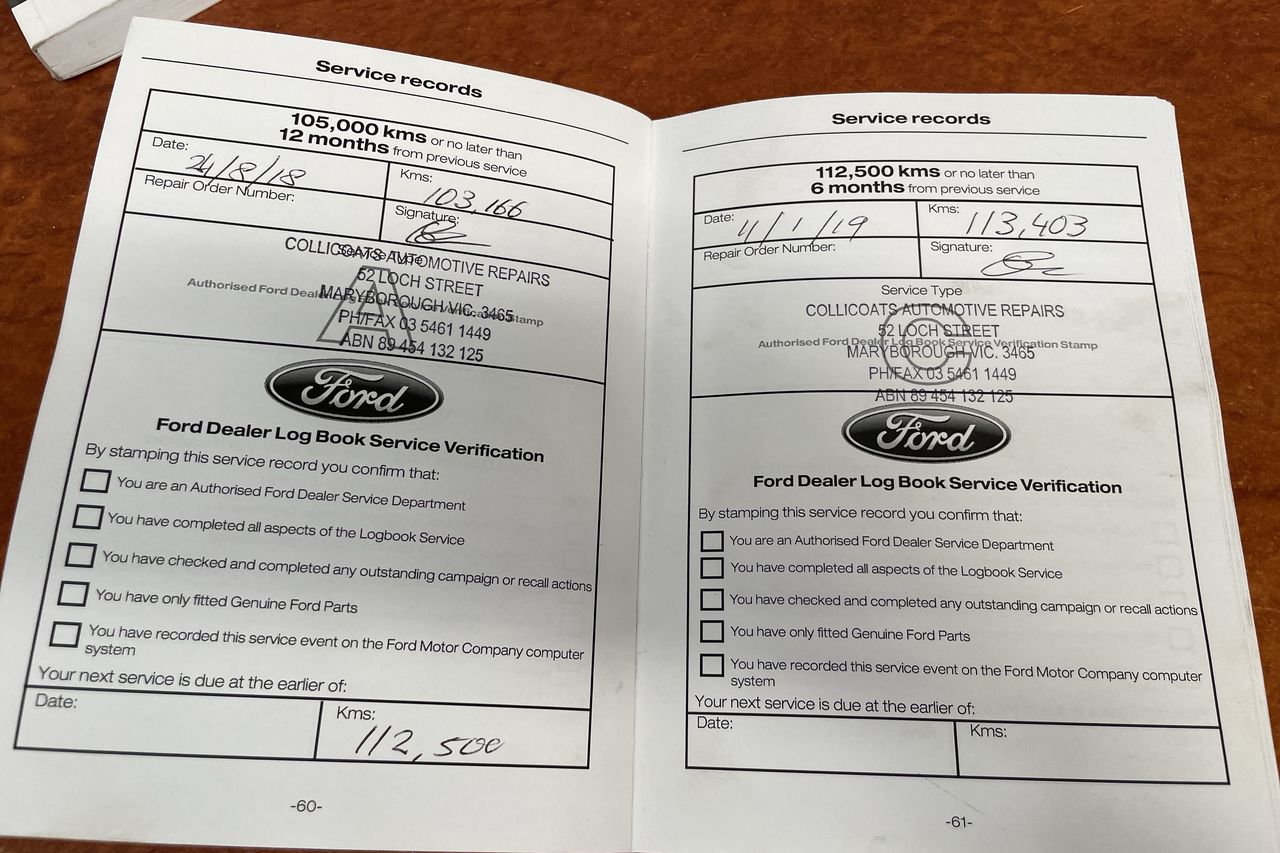 Service records
105,000 kms or no later than
12 months from previous service
Date: 24/8/18
Kms: 103,166
Repair Order Number:
Signature:
Service Type
A
COLLICOATS AUTOMOTIVE REPAIRS
52 LOCH STREET
MARYBOROUGH VIC. 3465
PH/FAX 03 5461 1449
ABN 89 454 132 125
Authorised Ford Dealer Log Book Service Verification Stamp
Ford
Ford Dealer Log Book Service Verification
By stamping this service record you confirm that:
You are an Authorised Ford Dealer Service Department
You have completed all aspects of the Logbook Service
You have checked and completed any outstanding campaign or recall actions
You have only fitted Genuine Ford Parts
You have recorded this service event on the Ford Motor Company computer
system
Your next service is due at the earlier of:
Date:
Kms: 112,500
-60-
Service records
112,500 kms or no later than
6 months from previous service
Date: 4/1/19
Kms: 113,403
Repair Order Number:
Signature:
Service Type
C
COLLICOATS AUTOMOTIVE REPAIRS
52 LOCH STREET
Authorised Ford Dealer Log Book Service Verification Stamp
MARYBOROUGH VIC. 3465
PH/FAX 03 5461 1449
ABN 89 454 132 125
Ford
Ford Dealer Log Book Service Verification
By stamping this service record you confirm that:
You are an Authorised Ford Dealer Service Department
You have completed all aspects of the Logbook Service
You have checked and completed any outstanding campaign or recall actions
You have only fitted Genuine Ford Parts
You have recorded this service event on the Ford Motor Company computer
system
Your next service is due at the earlier of:
Date:
Kms:
-61-